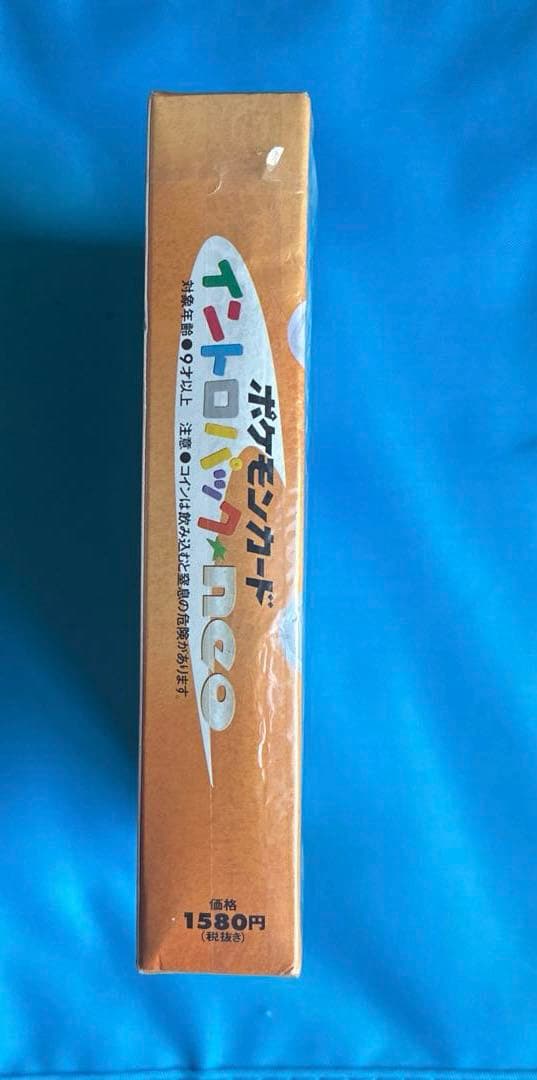 ポケモンカード
イントロパック★neo
対象年齢●9才以上　注意●コインは飲み込むと窒息の危険があります。
価格
1580円
(税抜き)